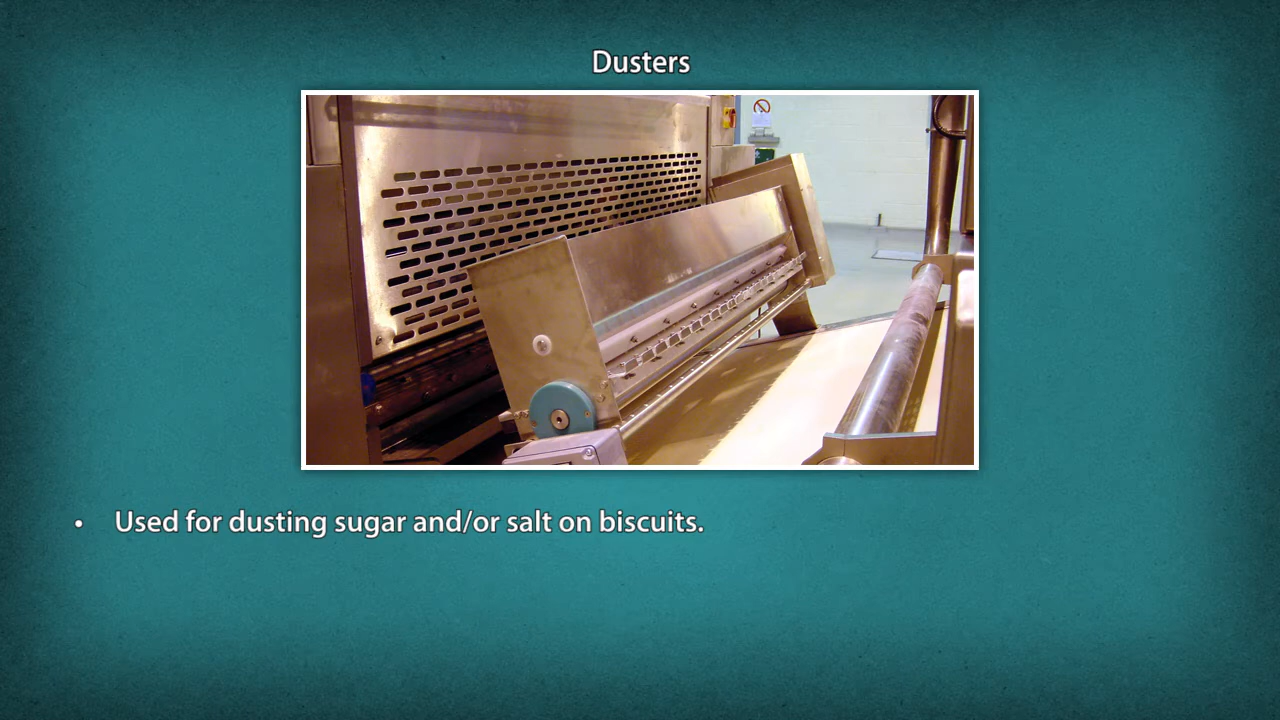 Dusters
• Used for dusting sugar and/or salt on biscuits.